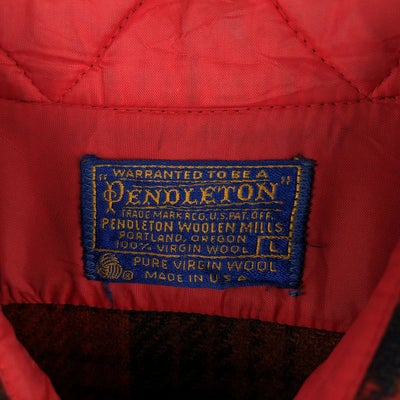 WARRANTED TO BE A
"PENDLETON"
TRADE MARK REG. U.S. PAT. OFF.
PENDLETON WOOLEN MILLS
PORTLAND, OREGON
100% VIRGIN WOOL L
® PURE VIRGIN WOOL
MADE IN U.S.A.